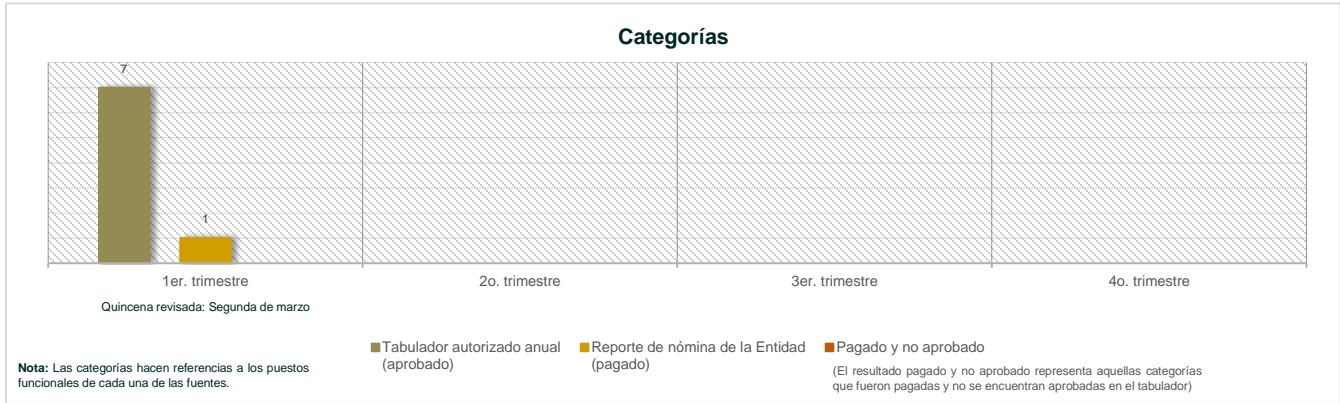 Categorías
7
1
1er. trimestre
2o. trimestre
3er. trimestre
4o. trimestre
Quincena revisada: Segunda de marzo
Tabulador autorizado anual
(aprobado)
Reporte de nómina de la Entidad
(pagado)
Pagado y no aprobado
(El resultado pagado y no aprobado representa aquellas categorías
que fueron pagadas y no se encuentran aprobadas en el tabulador)
Nota: Las categorías hacen referencias a los puestos
funcionales de cada una de las fuentes.